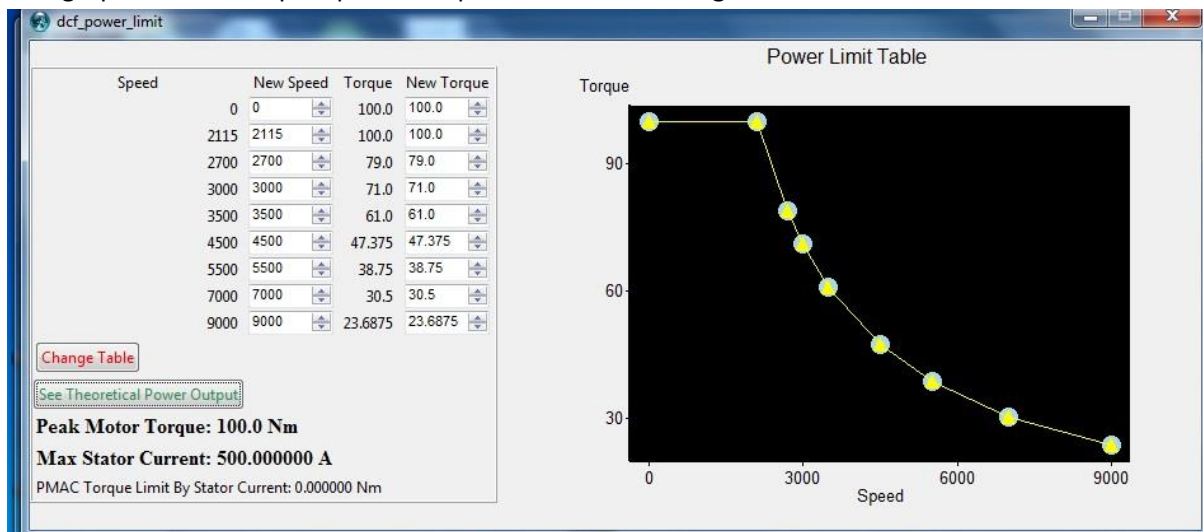 dcf_power_limit
Speed New Speed Torque New Torque
0 0 100.0 100.0
2115 2115 100.0 100.0
2700 2700 79.0 79.0
3000 3000 71.0 71.0
3500 3500 61.0 61.0
4500 4500 47.375 47.375
5500 5500 38.75 38.75
7000 7000 30.5 30.5
9000 9000 23.6875 23.6875
Change Table
See Theoretical Power Output
Peak Motor Torque: 100.0 Nm
Max Stator Current: 500.000000 A
PMAC Torque Limit By Stator Current: 0.000000 Nm
Power Limit Table
Torque
90
60
30
0 3000 6000 9000
Speed